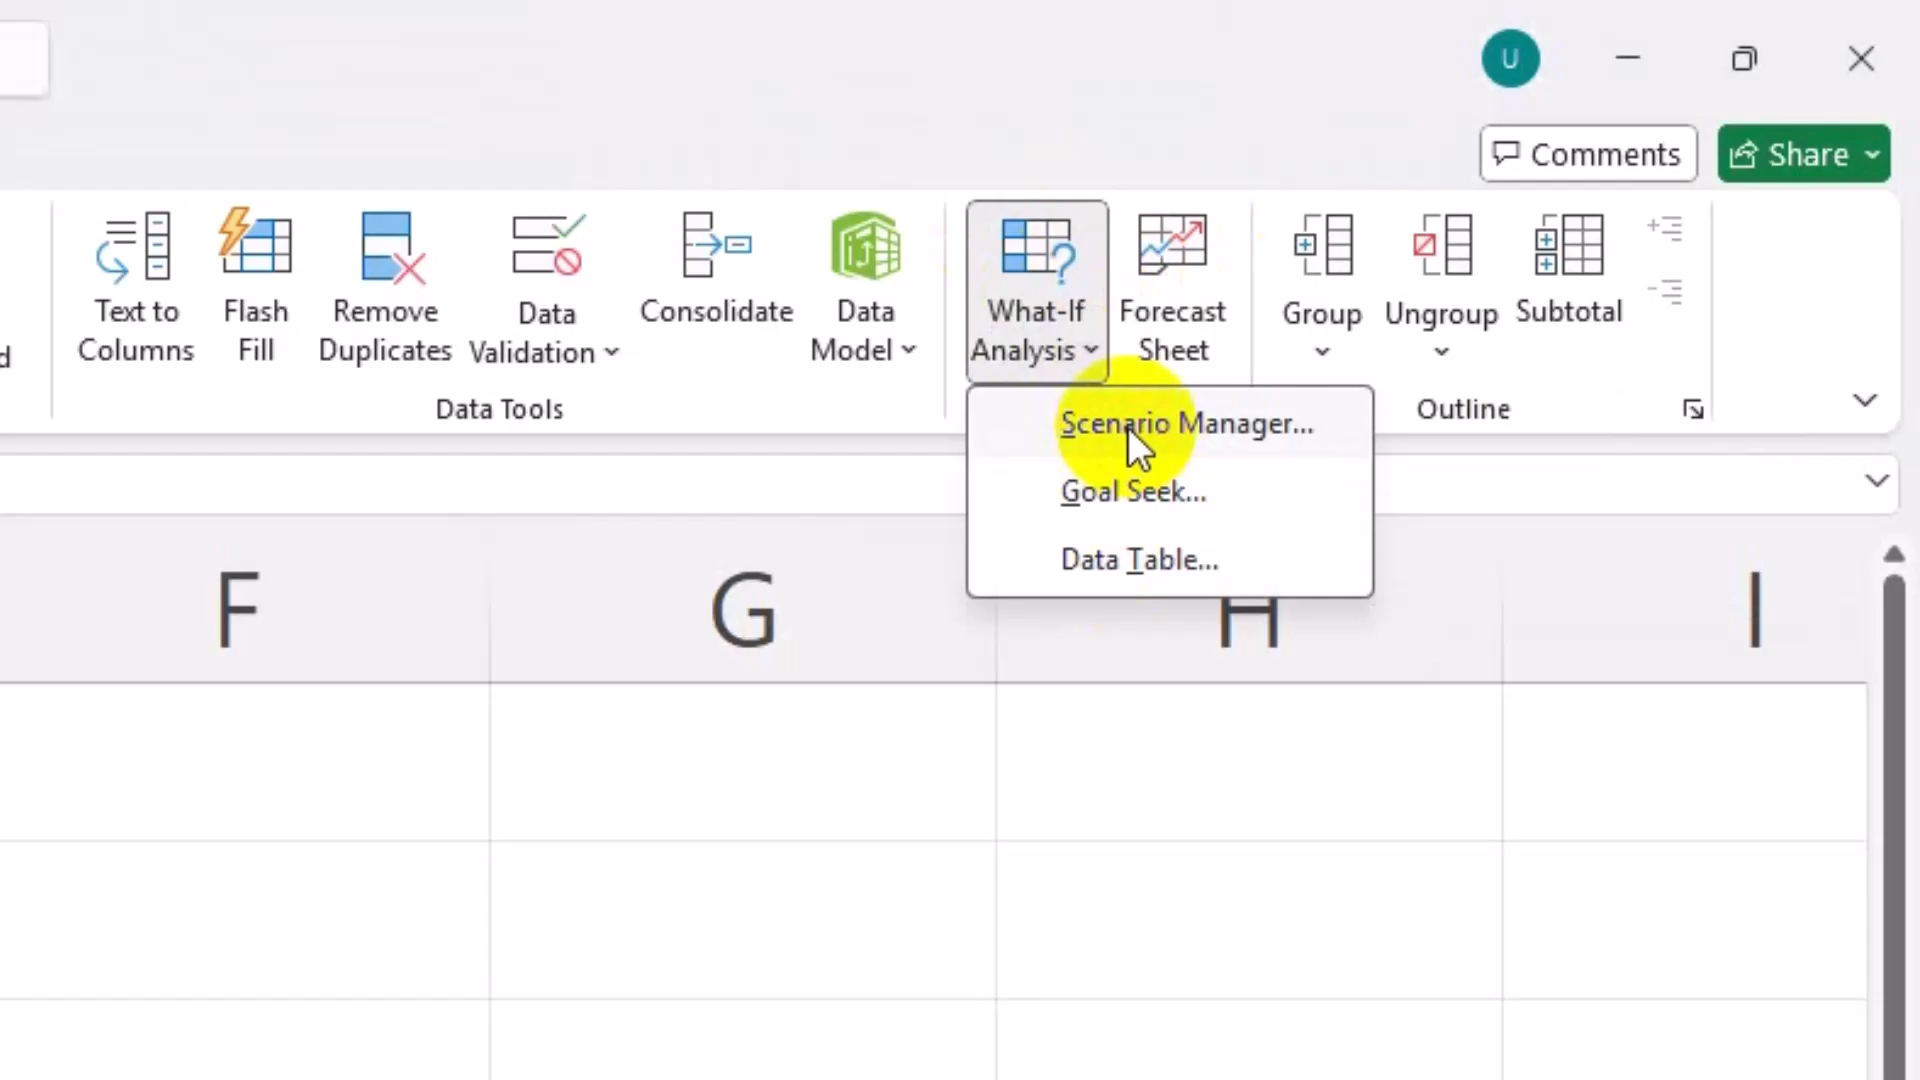 U
Comments
Share
Text to
Columns
Flash
Fill
Remove
Duplicates
Data
Validation
Consolidate
Data
Model
What-If
Analysis
Forecast
Sheet
Group
Ungroup
Subtotal
d
Data Tools
Outline
Scenario Manager...
Goal Seek...
Data Table...
F
G
H
I